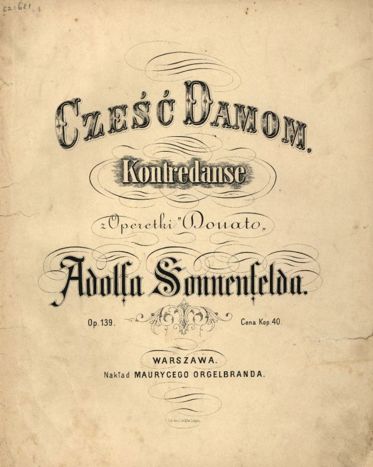 CZEŚĆ DAMOM.
Kontredanse
z Operetki "Donato"
Adolfa Sonnenfelda.
Op. 139. Cena Kop. 40.
WARSZAWA.
Nakład MAURYCEGO ORGELBRANDA.